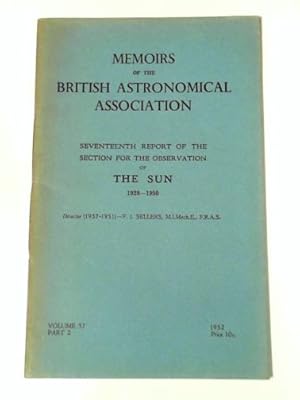 MEMOIRS
OF THE
BRITISH ASTRONOMICAL
ASSOCIATION
SEVENTEENTH REPORT OF THE
SECTION FOR THE OBSERVATION
OF
THE SUN
1928—1950
Director (1937-1951)—F. J. SELLERS, M.I.Mech.E., F.R.A.S.
VOLUME 37
PART 2
1952
Price 10s.